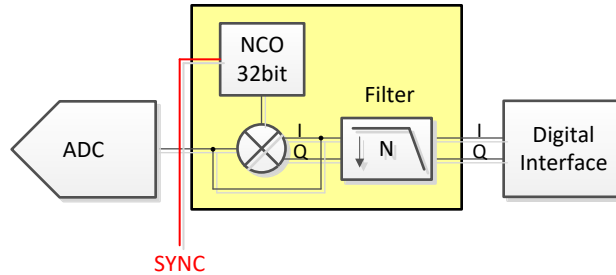 NCO
32bit
Filter
ADC
I
Q
N
I
Q
Digital
Interface
SYNC